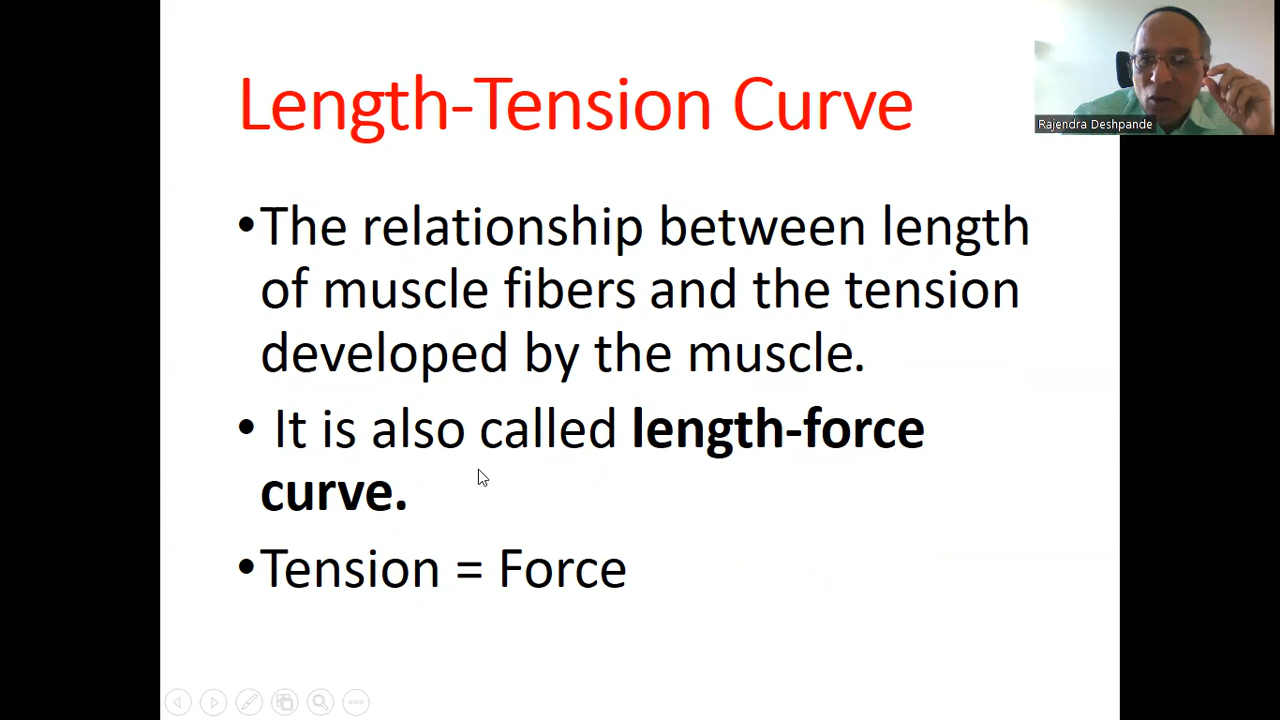 Length-Tension Curve
Rajendra Deshpande
•The relationship between length
of muscle fibers and the tension
developed by the muscle.
• It is also called length-force
curve.
•Tension = Force